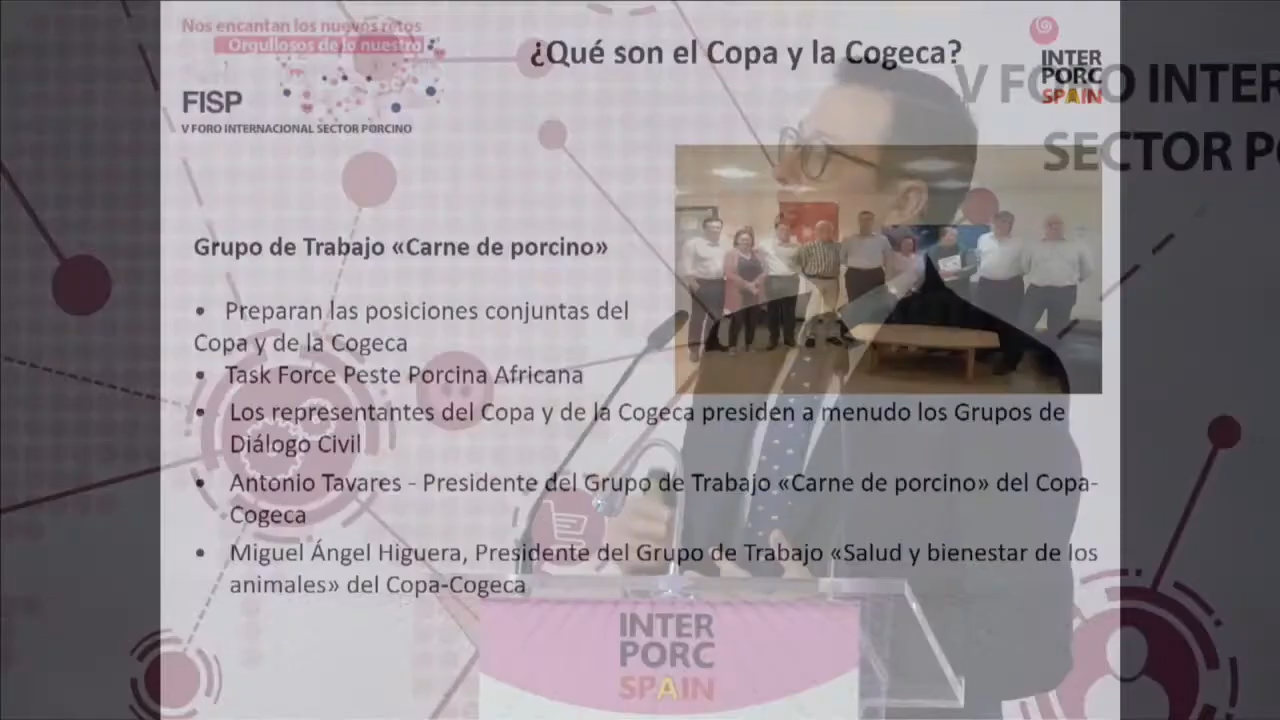 Nos encantan los nuevos retos
Orgullosos de lo nuestro
FISP
V FORO INTERNACIONAL SECTOR PORCINO
¿Qué son el Copa y la Cogeca?
INTER
PORC
SPAIN
V FORO INTER
SECTOR PO
Grupo de Trabajo «Carne de porcino»
• Preparan las posiciones conjuntas del
Copa y de la Cogeca
• Task Force Peste Porcina Africana
• Los representantes del Copa y de la Cogeca presiden a menudo los Grupos de
Diálogo Civil
• Antonio Tavares - Presidente del Grupo de Trabajo «Carne de porcino» del Copa-
Cogeca
• Miguel Ángel Higuera, Presidente del Grupo de Trabajo «Salud y bienestar de los
animales» del Copa-Cogeca
INTER
PORC
SPAIN